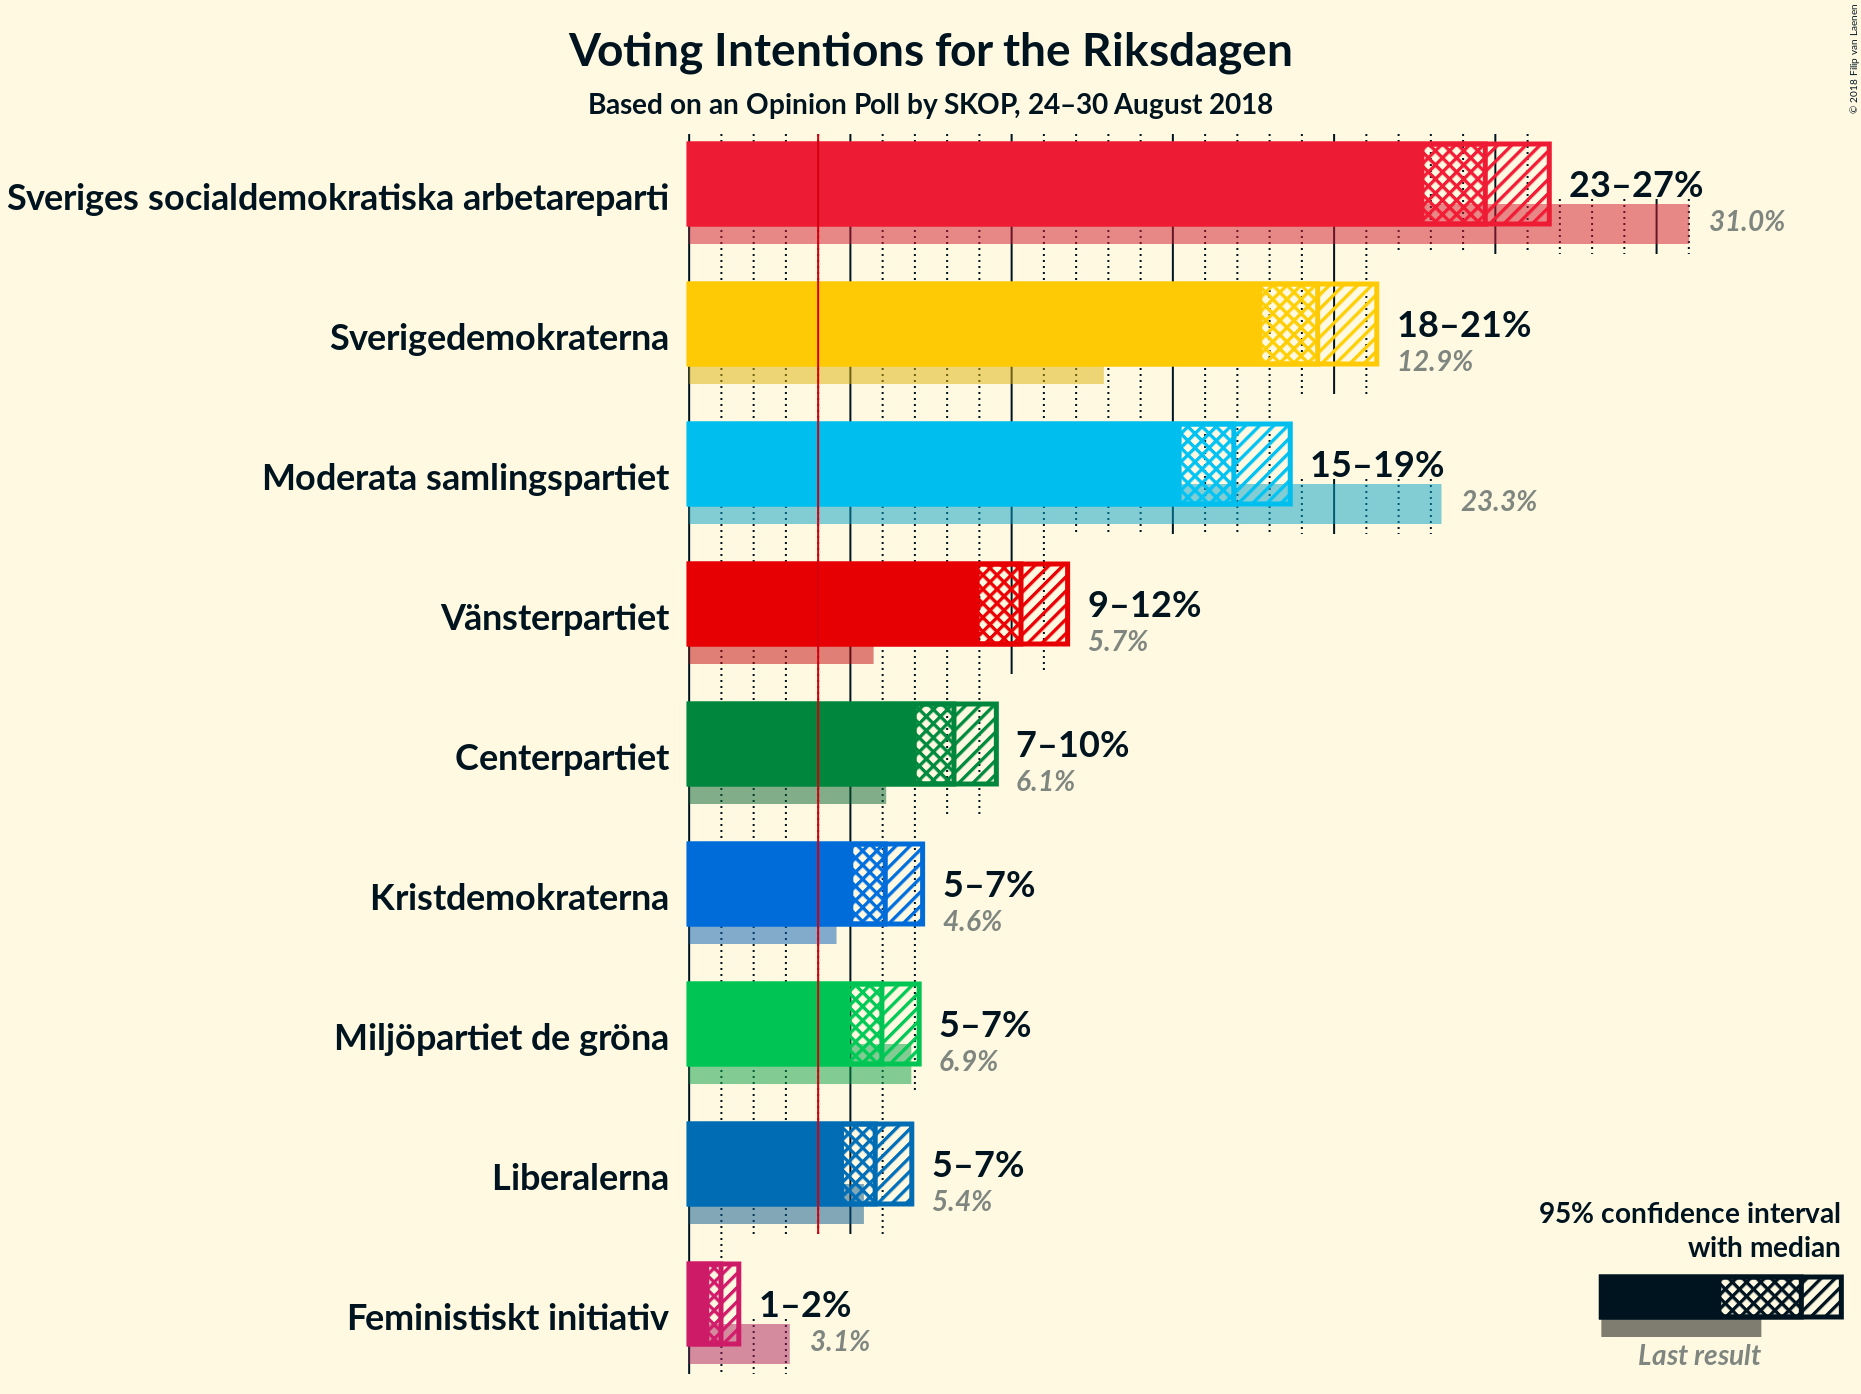 Voting Intentions for the Riksdagen
Based on an Opinion Poll by SKOP, 24–30 August 2018
© 2018 Filip van Laenen
Sveriges socialdemokratiska arbetareparti
23–27%
31.0%
Sverigedemokraterna
18–21%
12.9%
Moderata samlingspartiet
15–19%
23.3%
Vänsterpartiet
9–12%
5.7%
Centerpartiet
7–10%
6.1%
Kristdemokraterna
5–7%
4.6%
Miljöpartiet de gröna
5–7%
6.9%
Liberalerna
5–7%
5.4%
Feministiskt initiativ
1–2%
3.1%
95% confidence interval
with median
Last result